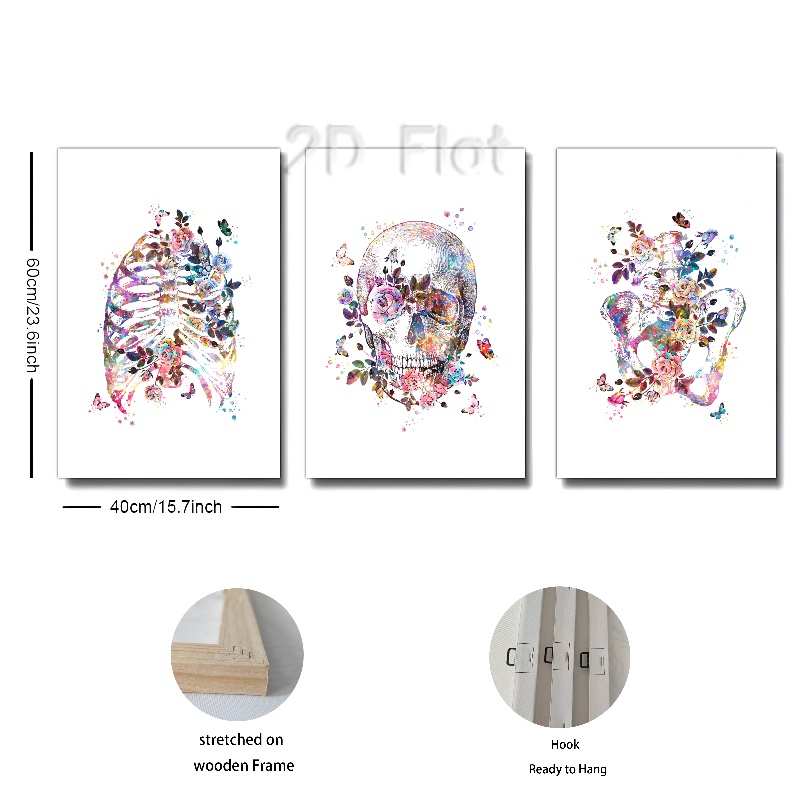 2D Flat
60cm/23.6inch
40cm/15.7inch
stretched on
wooden Frame
Hook
Ready to Hang